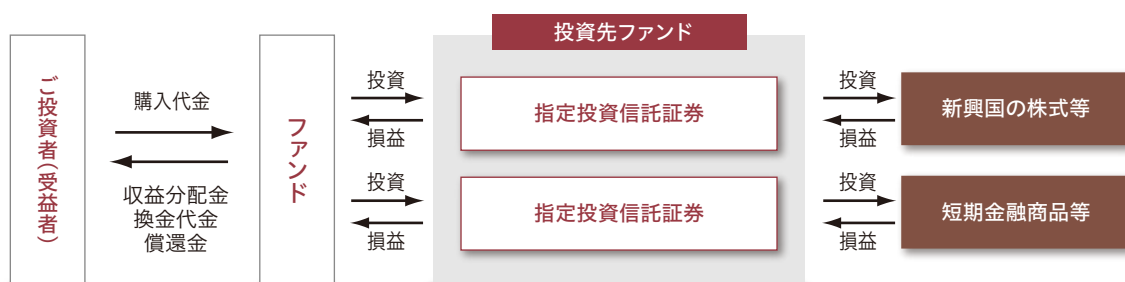 投資先ファンド
ご投資者（受益者）
購入代金
収益分配金
換金代金
償還金
ファンド
投資
損益
指定投資信託証券
投資
損益
新興国の株式等
投資
損益
指定投資信託証券
投資
損益
短期金融商品等